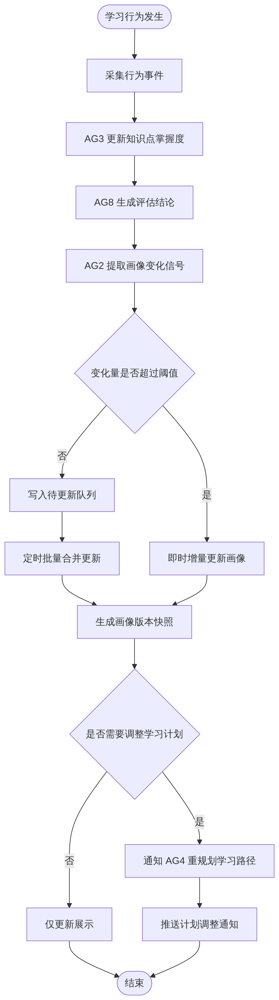 学习行为发生
采集行为事件
AG3 更新知识点掌握度
AG8 生成评估结论
AG2 提取画像变化信号
变化量是否超过阈值
否
是
写入待更新队列
定时批量合并更新
即时增量更新画像
生成画像版本快照
是否需要调整学习计划
是
否
通知 AG4 重规划学习路径
仅更新展示
推送计划调整通知
结束